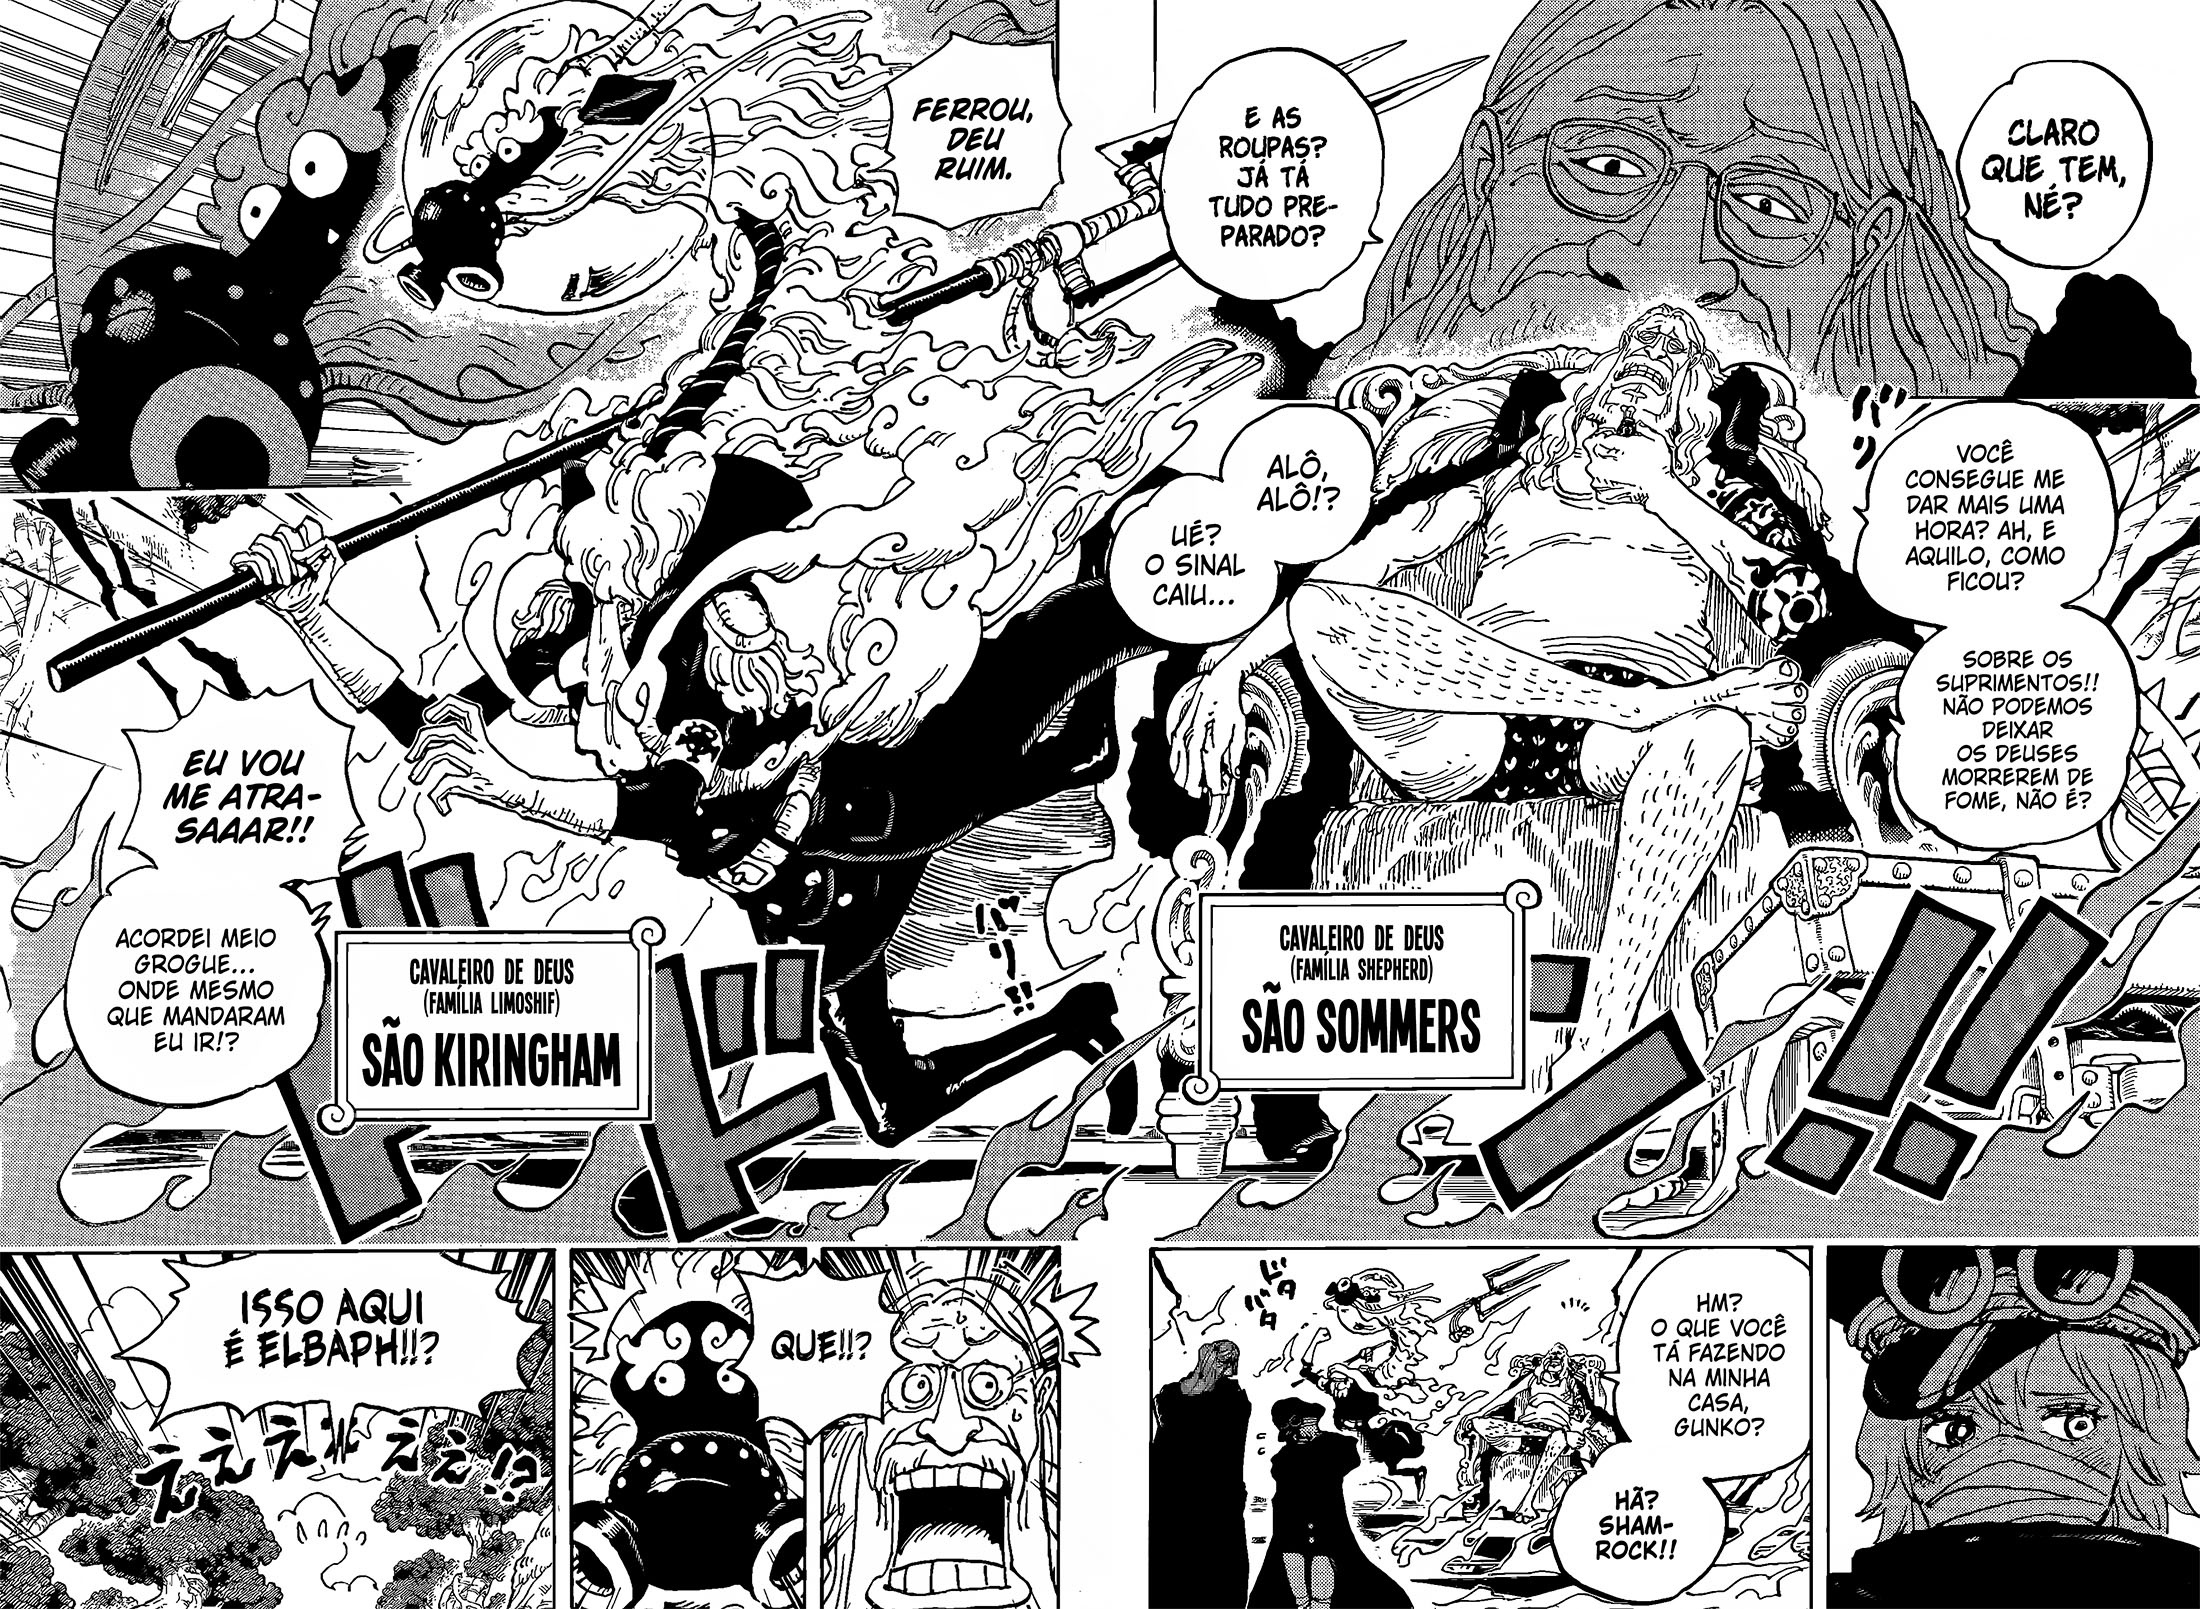 CLARO
QUE TEM,
NÉ?
E AS
ROUPAS?
JÁ TÁ
TUDO PRE-
PARADO?
VOCÊ
CONSEGUE ME
DAR MAIS UMA
HORA? AH, E
AQUILO, COMO
FICOU?
SOBRE OS
SUPRIMENTOS!!
NÃO PODEMOS
DEIXAR
OS DEUSES
MORREREM DE
FOME, NÃO É?
ALÔ,
ALÔ!?
UÉ?
O SINAL
CAIU...
CAVALEIRO DE DEUS
(FAMÍLIA SHEPHERD)
SÃO SOMMERS
FERROU,
DEU
RUIM.
EU VOU
ME ATRA-
SAAAR!!
ACORDEI MEIO
GROGUE...
ONDE MESMO
QUE MANDARAM
EU IR!?
CAVALEIRO DE DEUS
(FAMÍLIA LIMOSHIF)
SÃO KIRINGHAM
ドドーン!!
HM?
O QUE VOCÊ
TÁ FAZENDO
NA MINHA
CASA,
GUNKO?
HÃ?
SHAM-
ROCK!!
QUE!!?
ISSO AQUI
É ELBAPH!!?